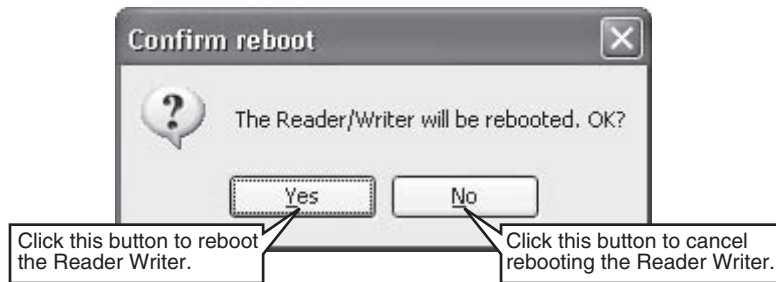 Confirm reboot
The Reader/Writer will be rebooted. OK?
Yes
No
Click this button to reboot
the Reader Writer.
Click this button to cancel
rebooting the Reader Writer.